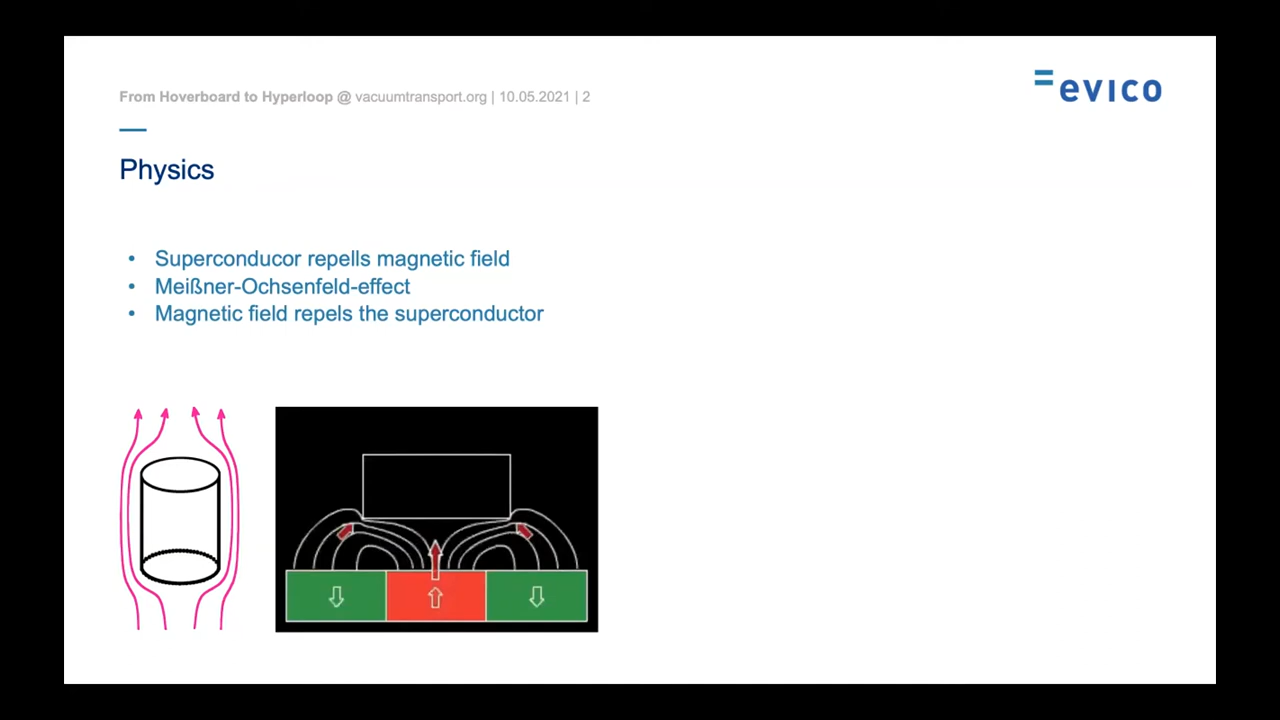 From Hoverboard to Hyperloop @ vacuumtransport.org | 10.05.2021 | 2
evico
Physics
• Superconducor repells magnetic field
• Meißner-Ochsenfeld-effect
• Magnetic field repels the superconductor